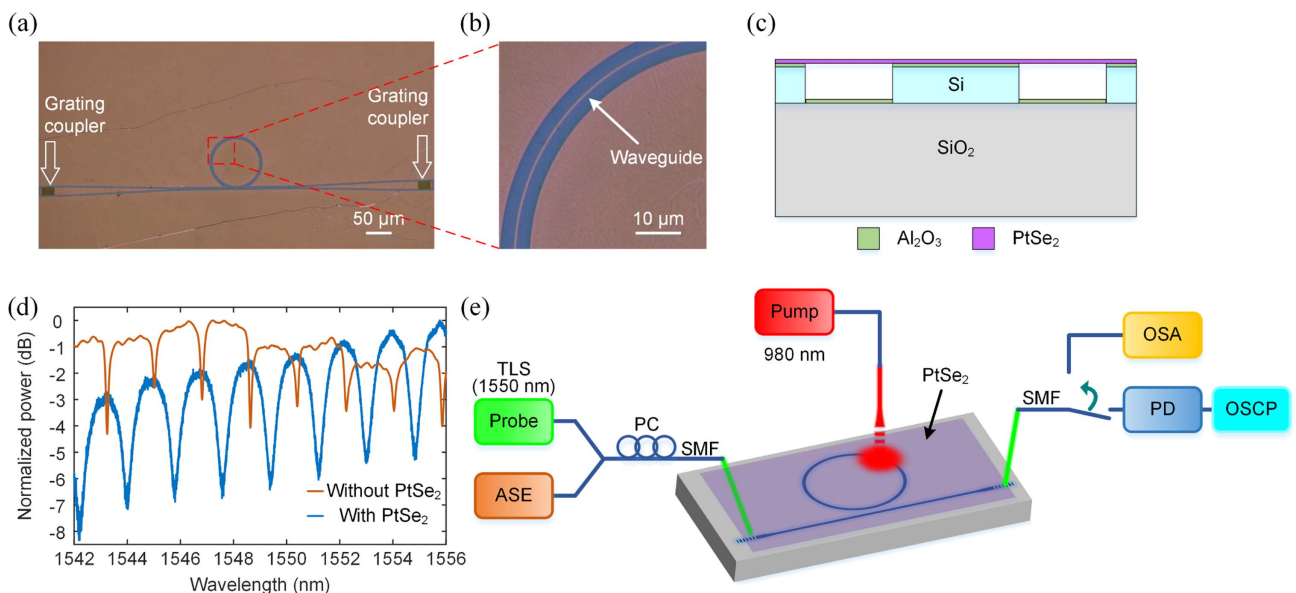 (a)
Grating
coupler
Grating
coupler
50 μm
(b)
Waveguide
10 μm
(c)
Si
SiO₂
Al₂O₃
PtSe₂
(d)
Normalized power (dB)
0
-1
-2
-3
-4
-5
-6
-7
-8
Without PtSe₂
With PtSe₂
1542 1544 1546 1548 1550 1552 1554 1556
Wavelength (nm)
(e)
Pump
980 nm
TLS
(1550 nm)
Probe
ASE
PC
SMF
PtSe₂
SMF
OSA
PD
OSCP